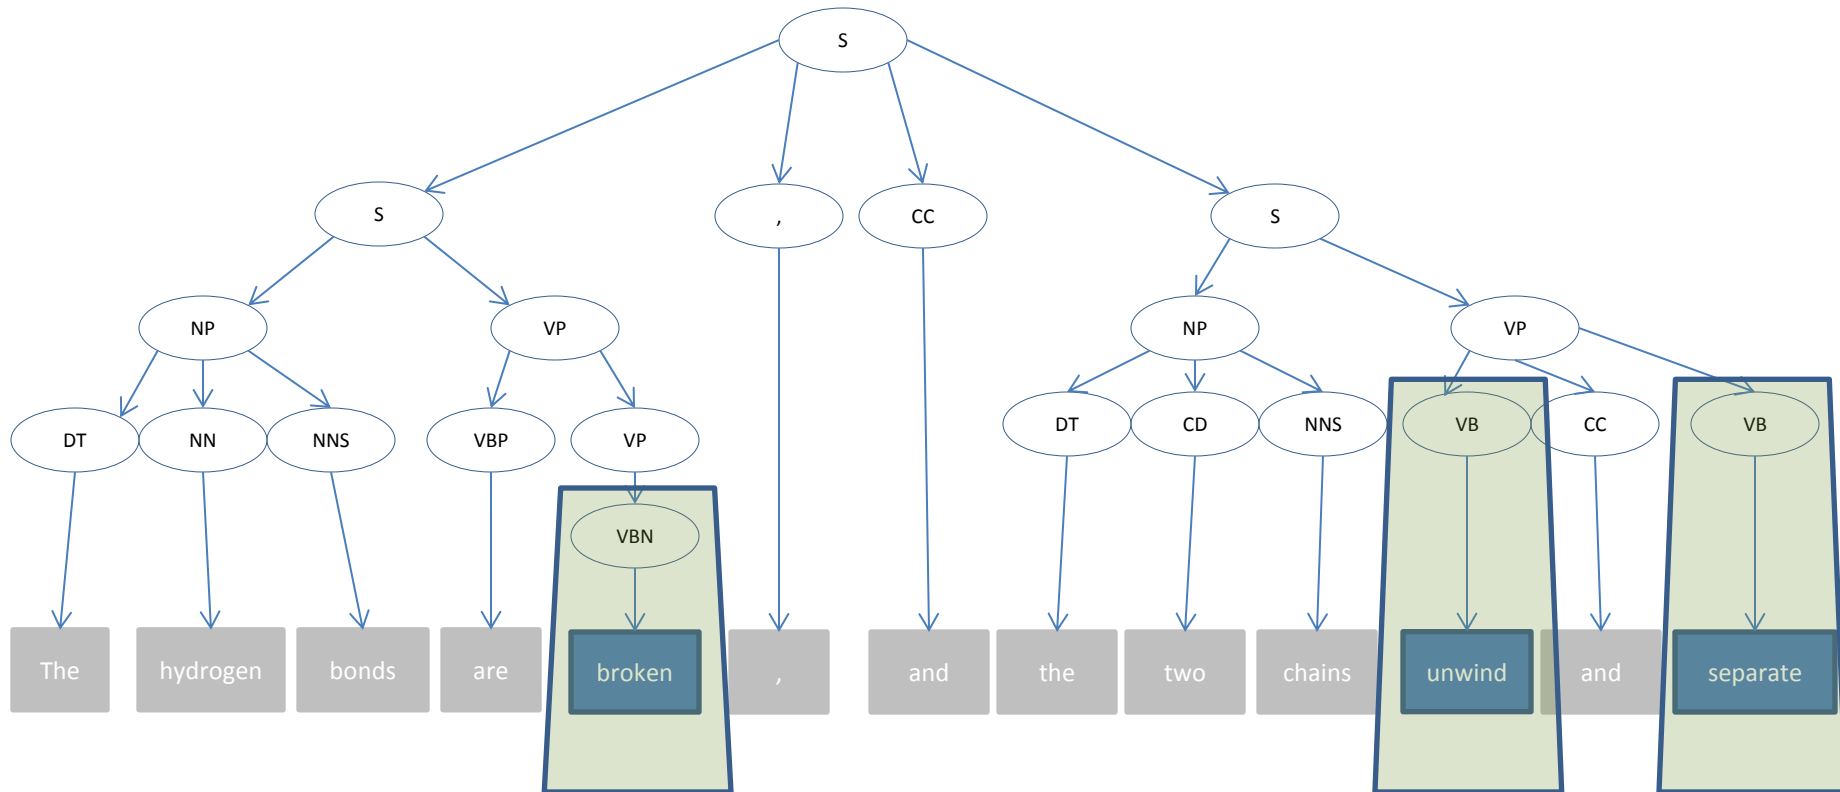 S
S , CC S
NP VP NP VP
DT NN NNS VBP VP DT CD NNS VB CC VB
VBN
The hydrogen bonds are broken , and the two chains unwind and separate